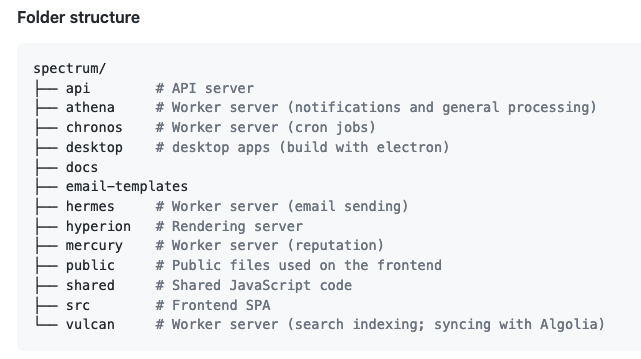 Folder structure
spectrum/
├── api        # API server
├── athena     # Worker server (notifications and general processing)
├── chronos    # Worker server (cron jobs)
├── desktop    # desktop apps (build with electron)
├── docs
├── email-templates
├── hermes     # Worker server (email sending)
├── hyperion   # Rendering server
├── mercury    # Worker server (reputation)
├── public     # Public files used on the frontend
├── shared     # Shared JavaScript code
├── src        # Frontend SPA
└── vulcan     # Worker server (search indexing; syncing with Algolia)